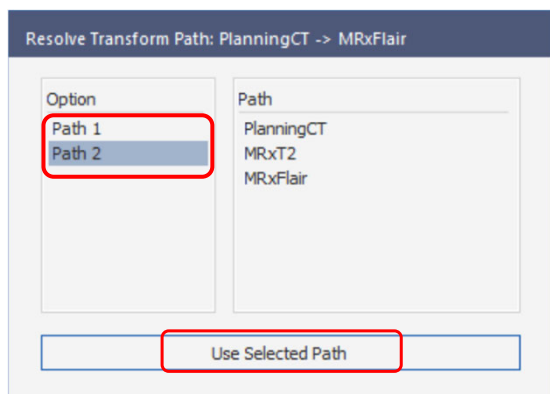 Resolve Transform Path: PlanningCT -> MRxFlair
Option
Path 1
Path 2
Path
PlanningCT
MRxT2
MRxFlair
Use Selected Path